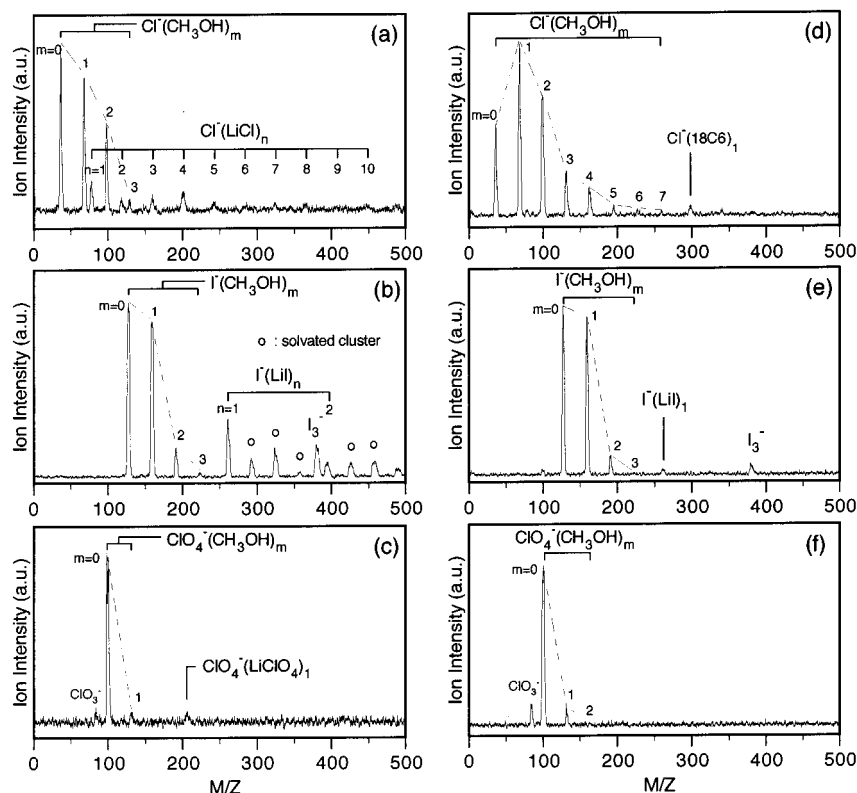 Ion Intensity (a.u.)
Cl⁻(CH₃OH)ₘ
(a)
m=0
1
2
3
Cl⁻(LiCl)ₙ
n=1 2 3 4 5 6 7 8 9 10
0 100 200 300 400 500
Ion Intensity (a.u.)
I⁻(CH₃OH)ₘ
(b)
m=0
1
2
3
o : solvated cluster
I⁻(LiI)ₙ
n=1 2
I₃⁻
o o o o o
0 100 200 300 400 500
Ion Intensity (a.u.)
ClO₄⁻(CH₃OH)ₘ
(c)
m=0
1
ClO₃⁻
ClO₄⁻(LiClO₄)₁
0 100 200 300 400 500
M/Z
Ion Intensity (a.u.)
Cl⁻(CH₃OH)ₘ
(d)
m=0
1
2
3
4
5
6
7
Cl⁻(18C6)₁
0 100 200 300 400 500
Ion Intensity (a.u.)
I⁻(CH₃OH)ₘ
(e)
m=0
1
2
3
I⁻(LiI)₁
I₃⁻
0 100 200 300 400 500
Ion Intensity (a.u.)
ClO₄⁻(CH₃OH)ₘ
(f)
m=0
1
2
ClO₃⁻
0 100 200 300 400 500
M/Z